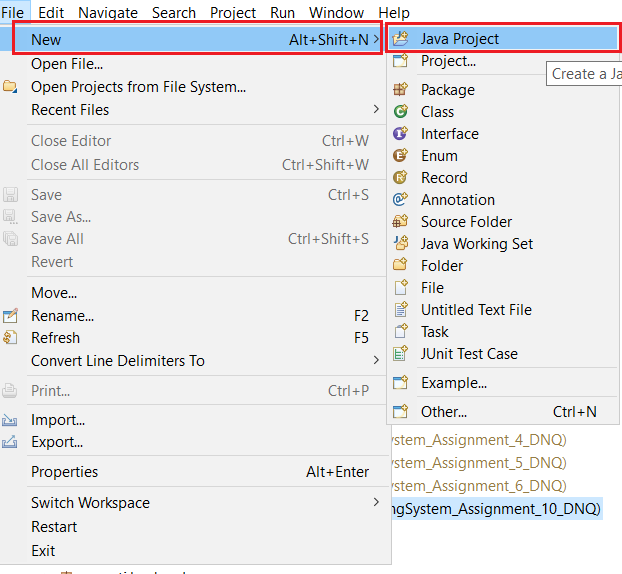 File Edit Navigate Search Project Run Window Help
New Alt+Shift+N
Open File...
Open Projects from File System...
Recent Files
Close Editor Ctrl+W
Close All Editors Ctrl+Shift+W
Save Ctrl+S
Save As...
Save All Ctrl+Shift+S
Revert
Move...
Rename... F2
Refresh F5
Convert Line Delimiters To
Print... Ctrl+P
Import...
Export...
Properties Alt+Enter
Switch Workspace
Restart
Exit
Java Project
Project...
Create a Ja
Package
Class
Interface
Enum
Record
Annotation
Source Folder
Java Working Set
Folder
File
Untitled Text File
Task
JUnit Test Case
Example...
Other... Ctrl+N
ystem_Assignment_4_DNQ)
ystem_Assignment_5_DNQ)
ystem_Assignment_6_DNQ)
ngSystem_Assignment_10_DNQ)